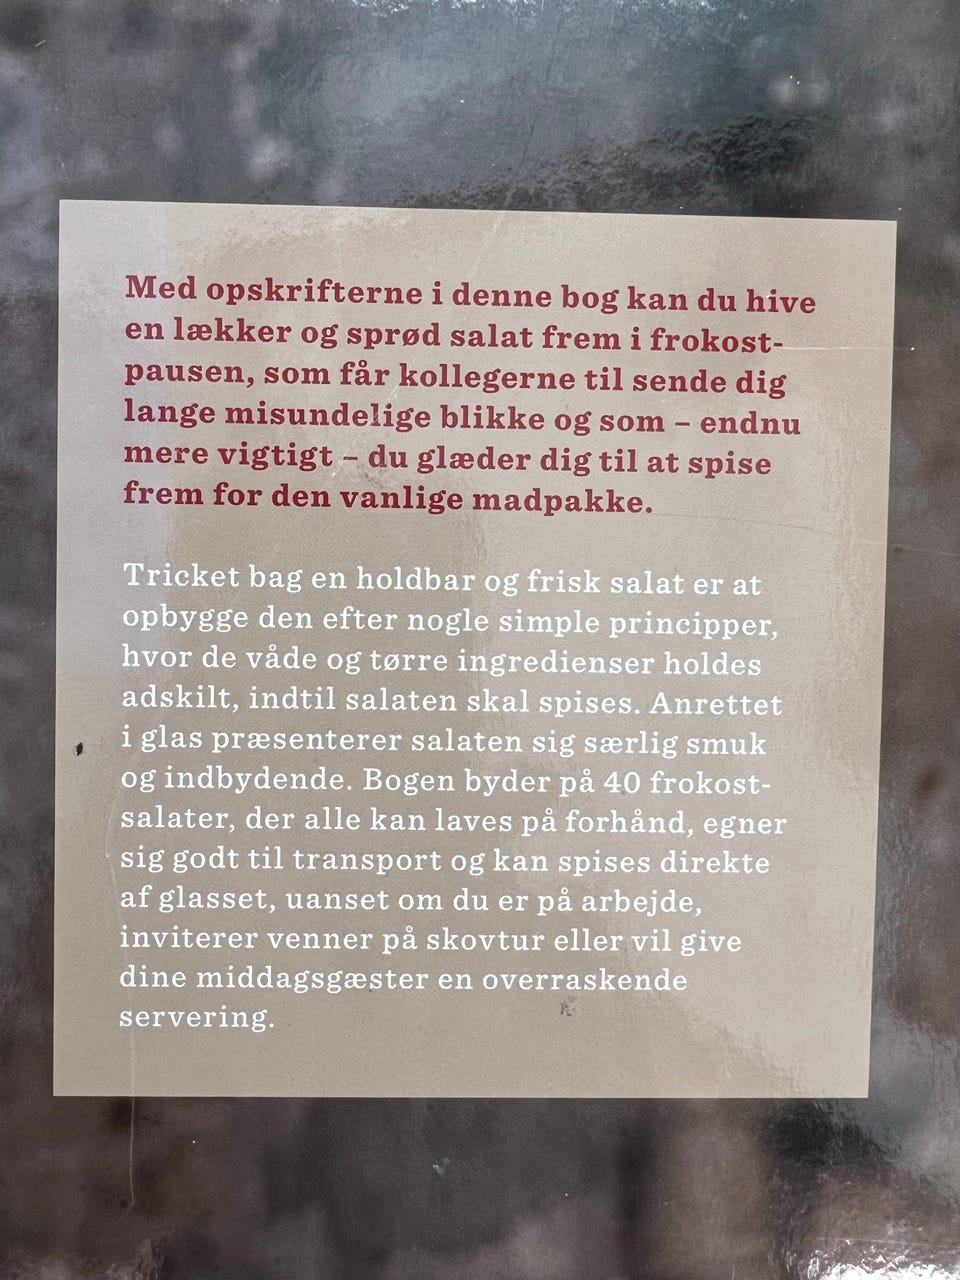 Med opskrifterne i denne bog kan du hive
en lækker og sprød salat frem i frokost-
pausen, som får kollegerne til sende dig
lange misundelige blikke og som – endnu
mere vigtigt – du glæder dig til at spise
frem for den vanlige madpakke.
Tricket bag en holdbar og frisk salat er at
opbygge den efter nogle simple principper,
hvor de våde og tørre ingredienser holdes
adskilt, indtil salaten skal spises. Anrettet
i glas præsenterer salaten sig særlig smuk
og indbydende. Bogen byder på 40 frokost-
salater, der alle kan laves på forhånd, egner
sig godt til transport og kan spises direkte
af glasset, uanset om du er på arbejde,
inviterer venner på skovtur eller vil give
dine middagsgæster en overraskende
servering.